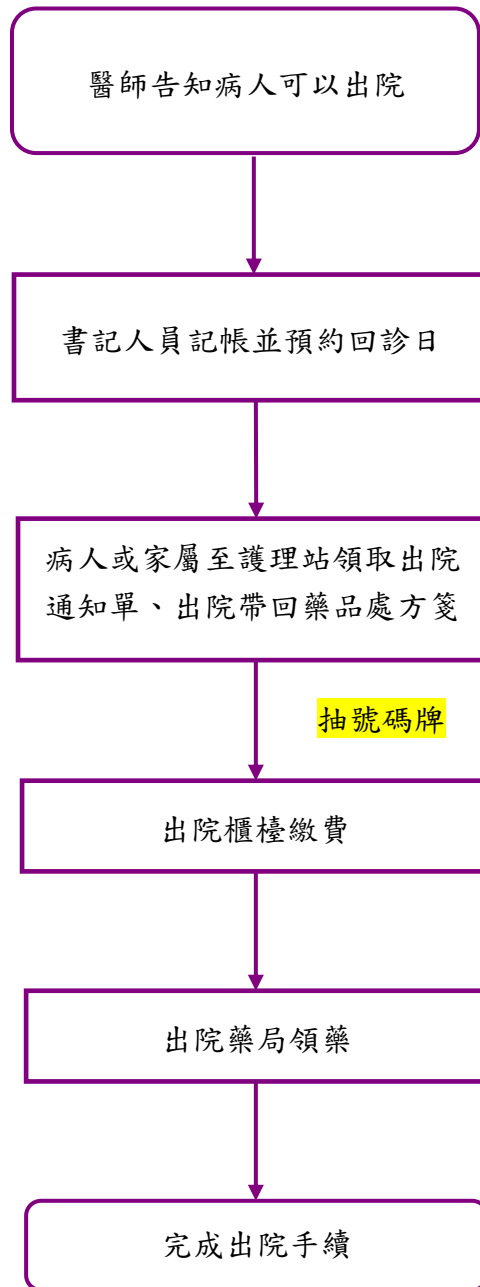 醫師告知病人可以出院
書記人員記帳並預約回診日
病人或家屬至護理站領取出院
通知單、出院帶回藥品處方箋
抽號碼牌
出院櫃檯繳費
出院藥局領藥
完成出院手續